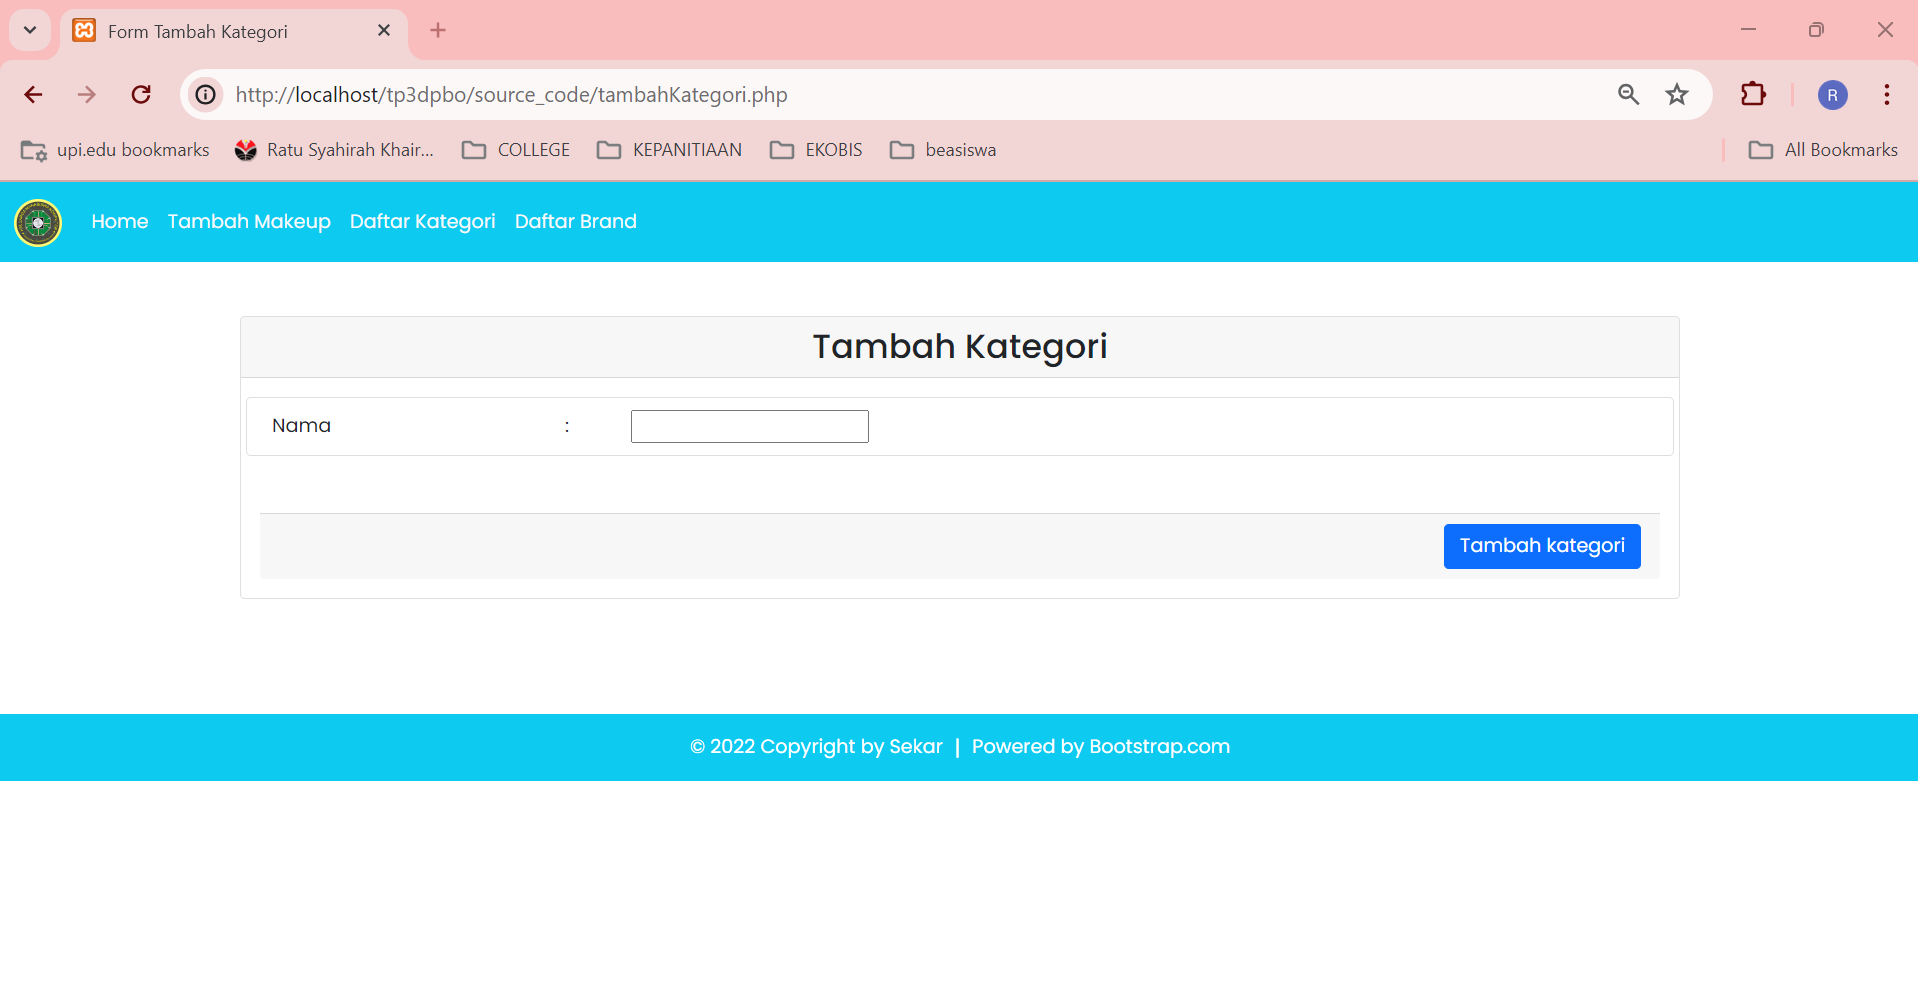 Form Tambah Kategori
http://localhost/tp3dpbo/source_code/tambahKategori.php
R
upi.edu bookmarks
Ratu Syahirah Khair...
COLLEGE
KEPANITIAAN
EKOBIS
beasiswa
All Bookmarks
Home Tambah Makeup Daftar Kategori Daftar Brand
Tambah Kategori
Nama :
Tambah kategori
© 2022 Copyright by Sekar | Powered by Bootstrap.com